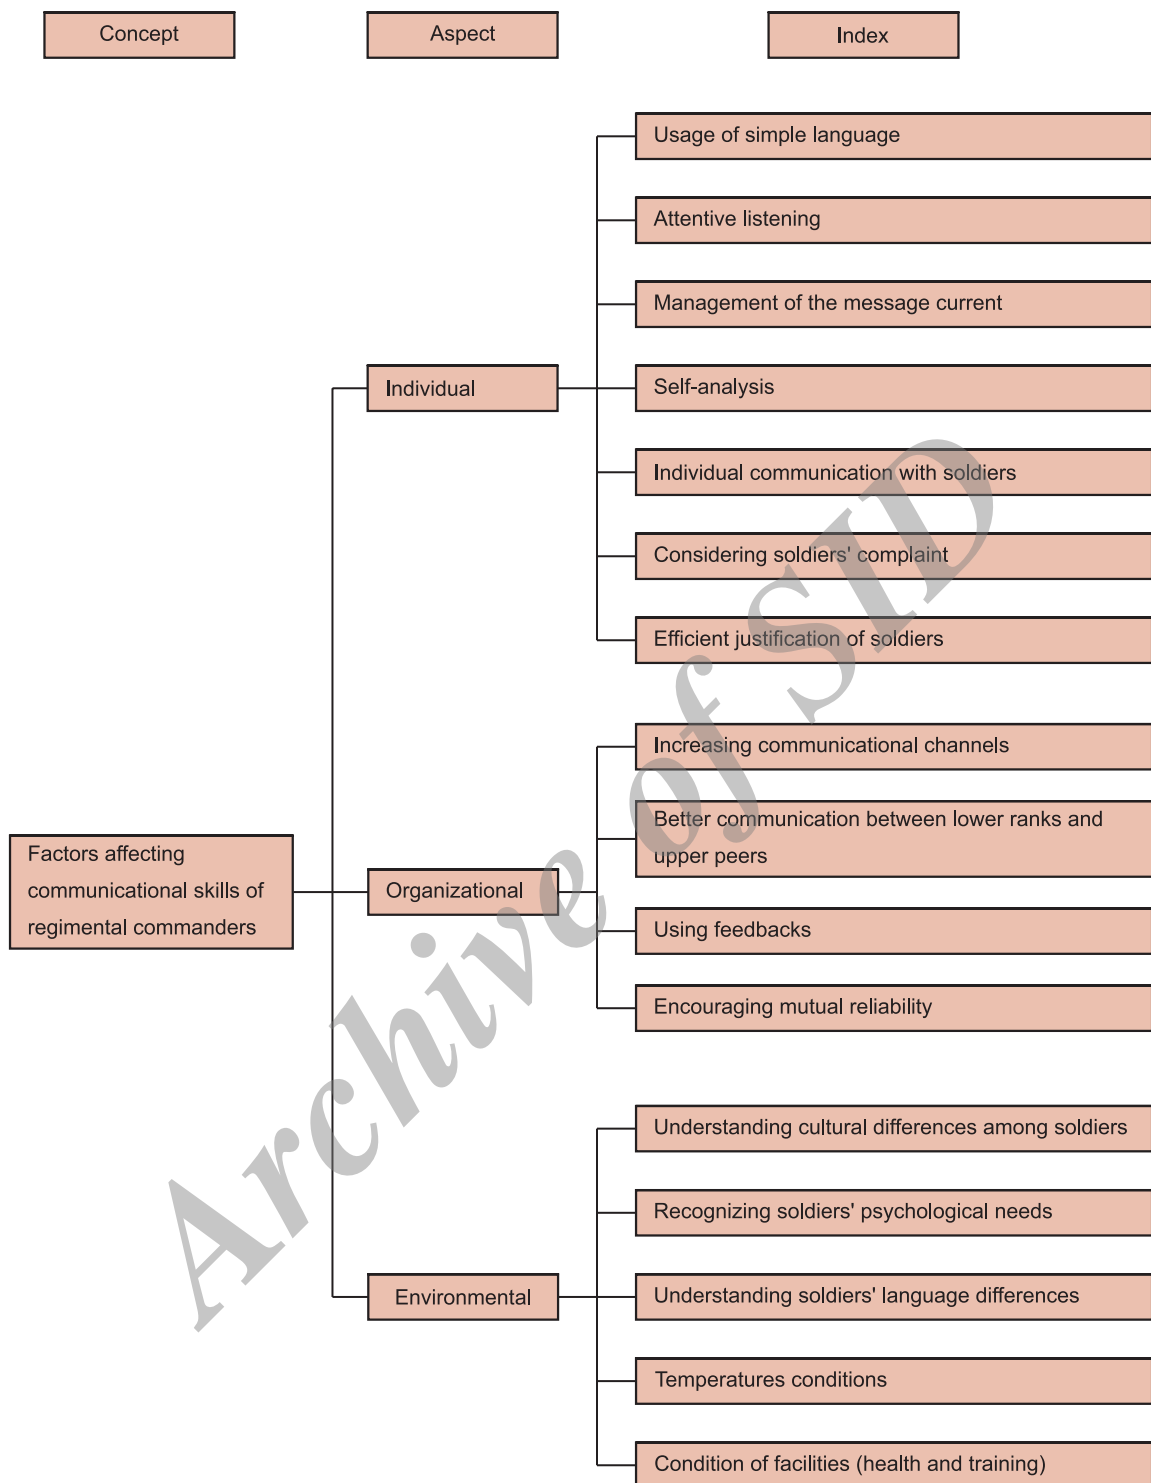 Concept
Aspect
Index
Usage of simple language
Attentive listening
Management of the message current
Individual
Self-analysis
Individual communication with soldiers
Considering soldiers' complaint
Efficient justification of soldiers
Increasing communicational channels
Better communication between lower ranks and
upper peers
Factors affecting
communicational skills of
regimental commanders
Organizational
Using feedbacks
Encouraging mutual reliability
Understanding cultural differences among soldiers
Recognizing soldiers' psychological needs
Environmental
Understanding soldiers' language differences
Temperatures conditions
Condition of facilities (health and training)
Archive of SID